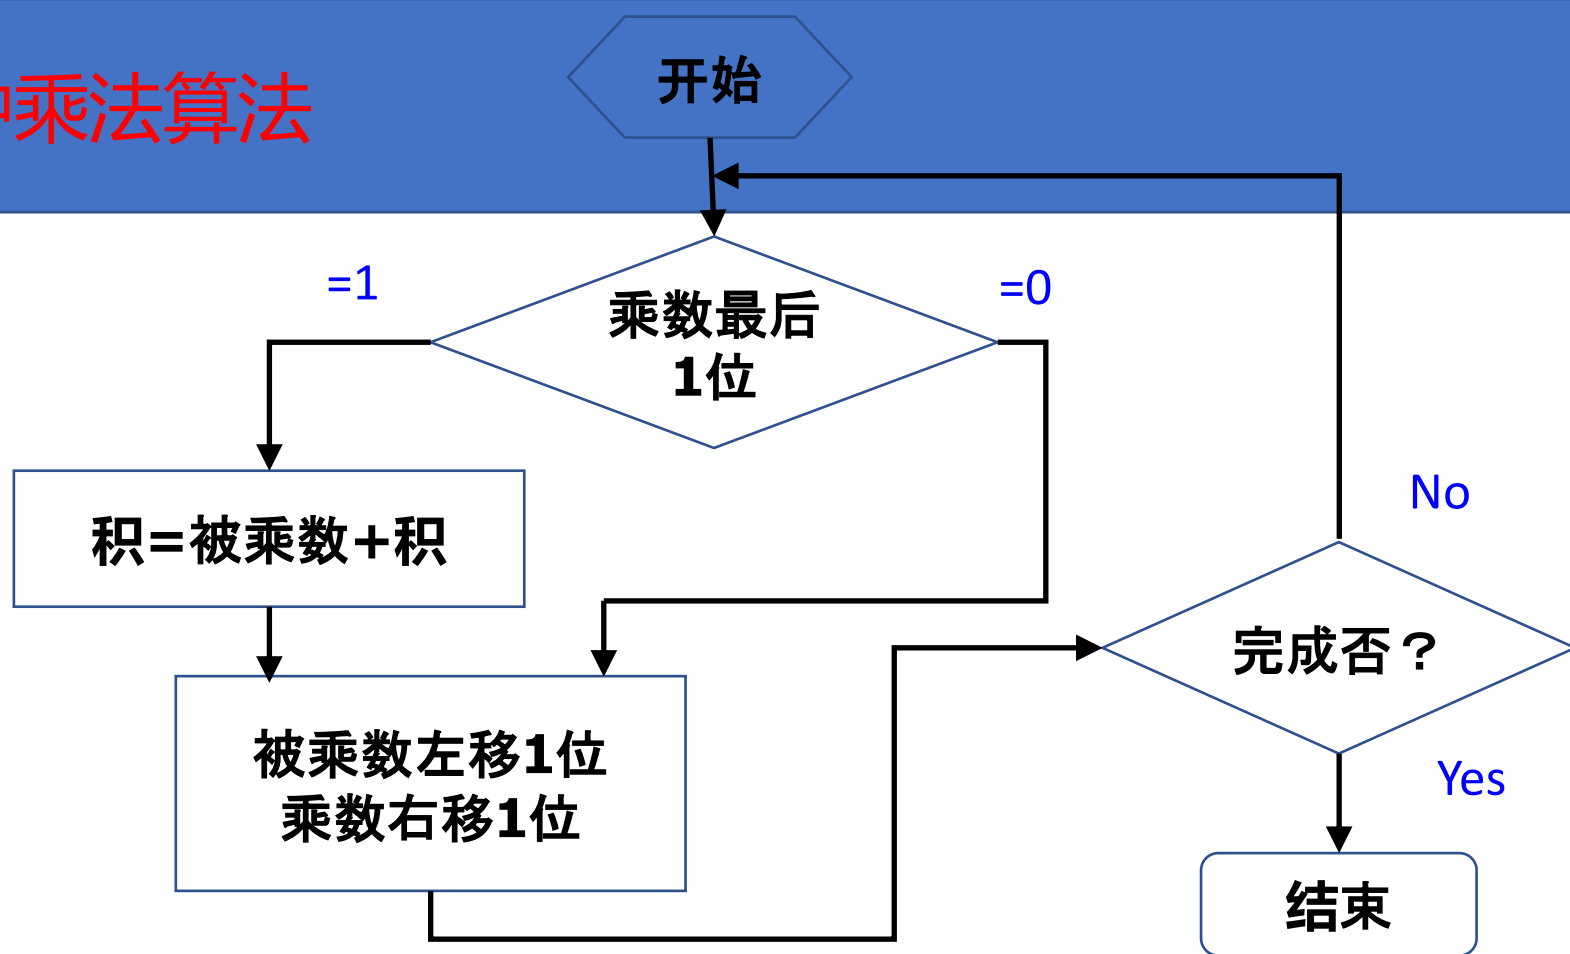 乘法算法
开始
=1
=0
乘数最后
1位
积=被乘数+积
No
完成否？
被乘数左移1位
乘数右移1位
Yes
结束